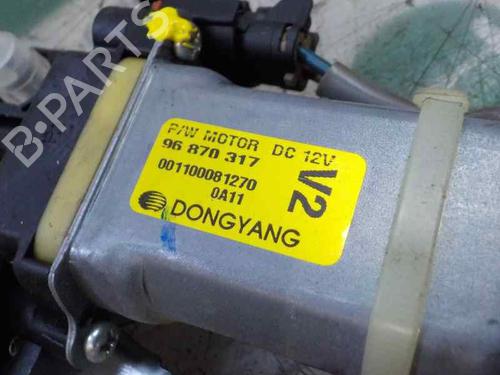 P/W MOTOR DC 12V
96 870 317
001100081270
0A11
V2
DONGYANG
B-PARTS